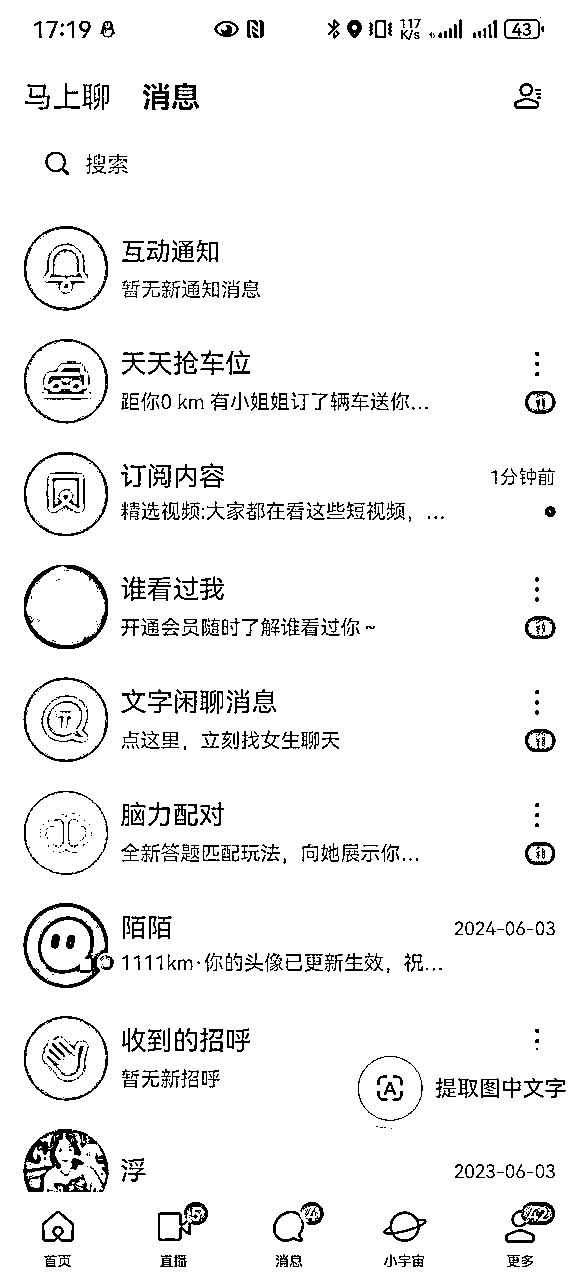 17:19 117 K/s 43
马上聊 消息
搜索
互动通知
暂无新通知消息
天天抢车位
距你0 km 有小姐姐订了辆车送你...
订阅内容 1分钟前
精选视频:大家都在看这些短视频，...
谁看过我
开通会员随时了解谁看过你~
文字闲聊消息
点这里，立刻找女生聊天
脑力配对
全新答题匹配玩法，向她展示你...
陌陌 2024-06-03
1111km·你的头像已更新生效，祝...
收到的招呼
暂无新招呼
提取图中文字
浮 2023-06-03
首页 直播 消息 小宇宙 更多